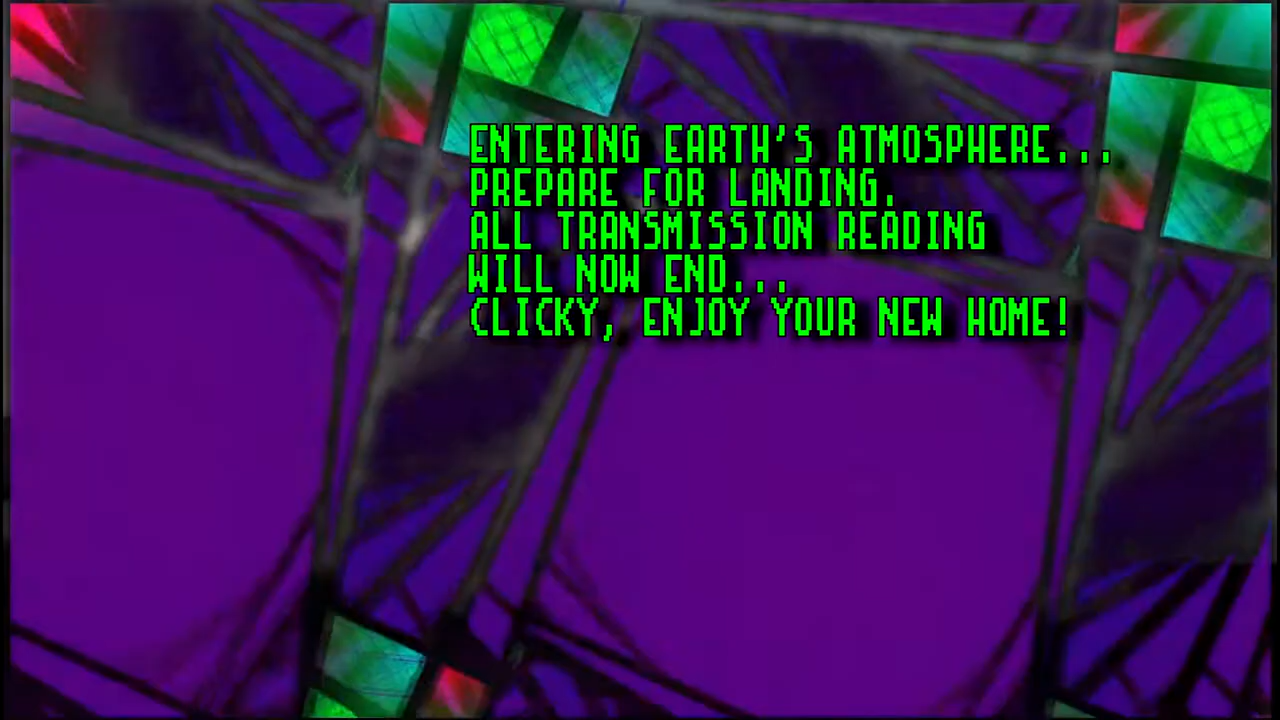 ENTERING EARTH'S ATMOSPHERE...
PREPARE FOR LANDING.
ALL TRANSMISSION READING
WILL NOW END...
CLICKY, ENJOY YOUR NEW HOME!